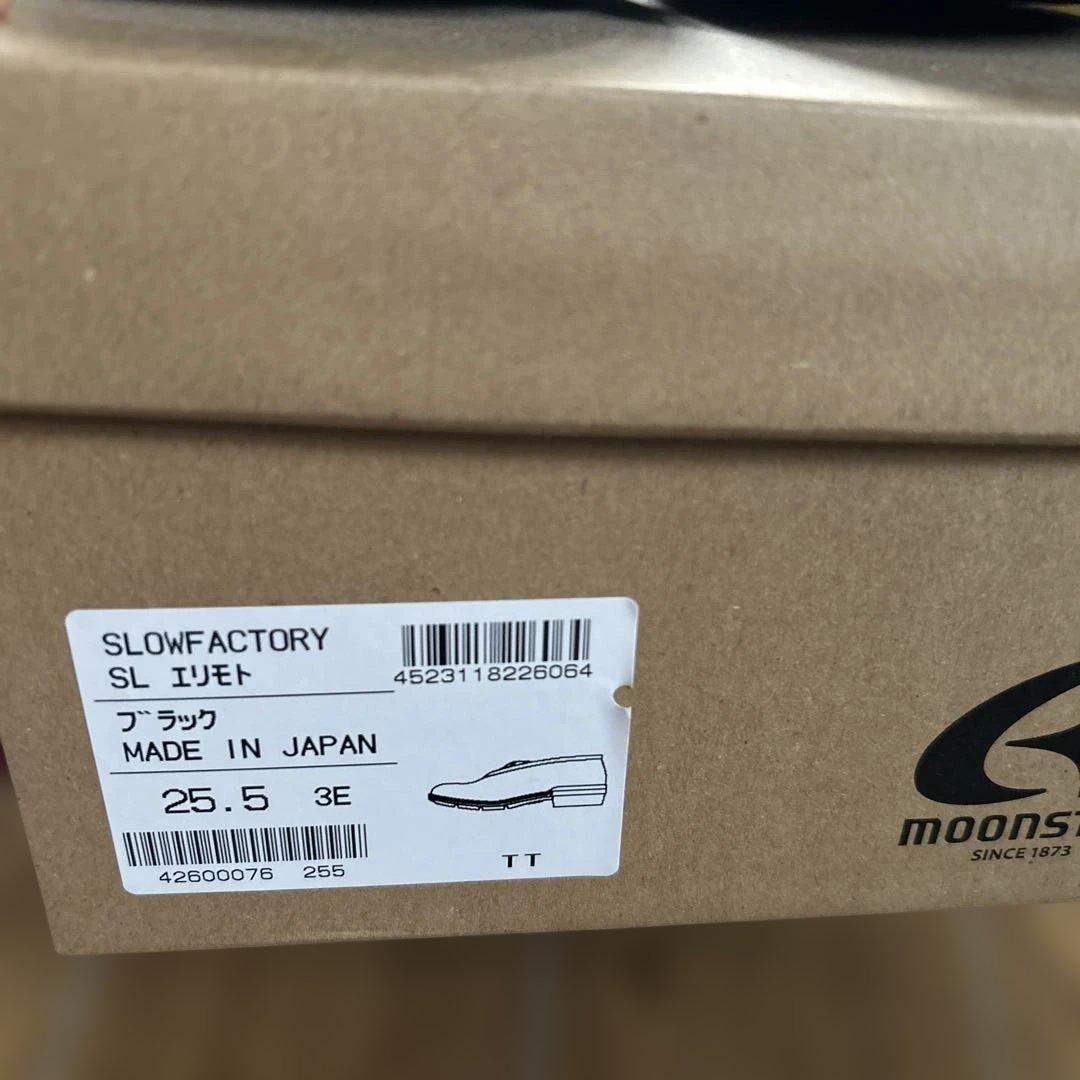 SLOWFACTORY
SL エリモト
4523118226064
ブラック
MADE IN JAPAN
25.5 3E
42600076 255
TT
MOONST
SINCE 1873